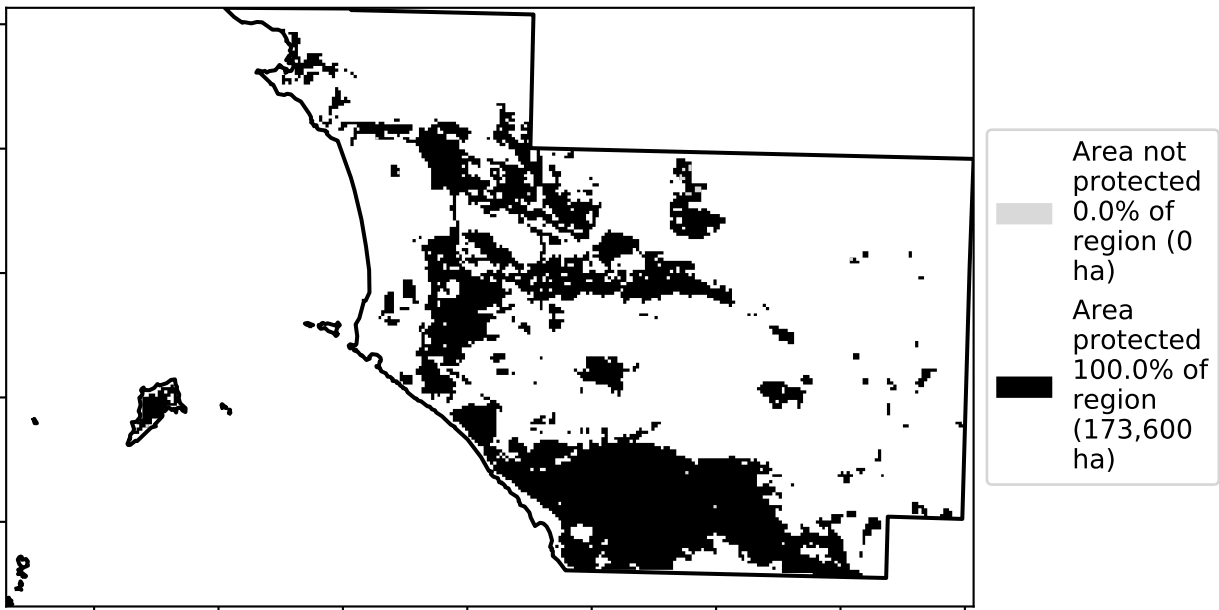 Area not
protected
0.0% of
region (0
ha)
Area
protected
100.0% of
region
(173,600
ha)